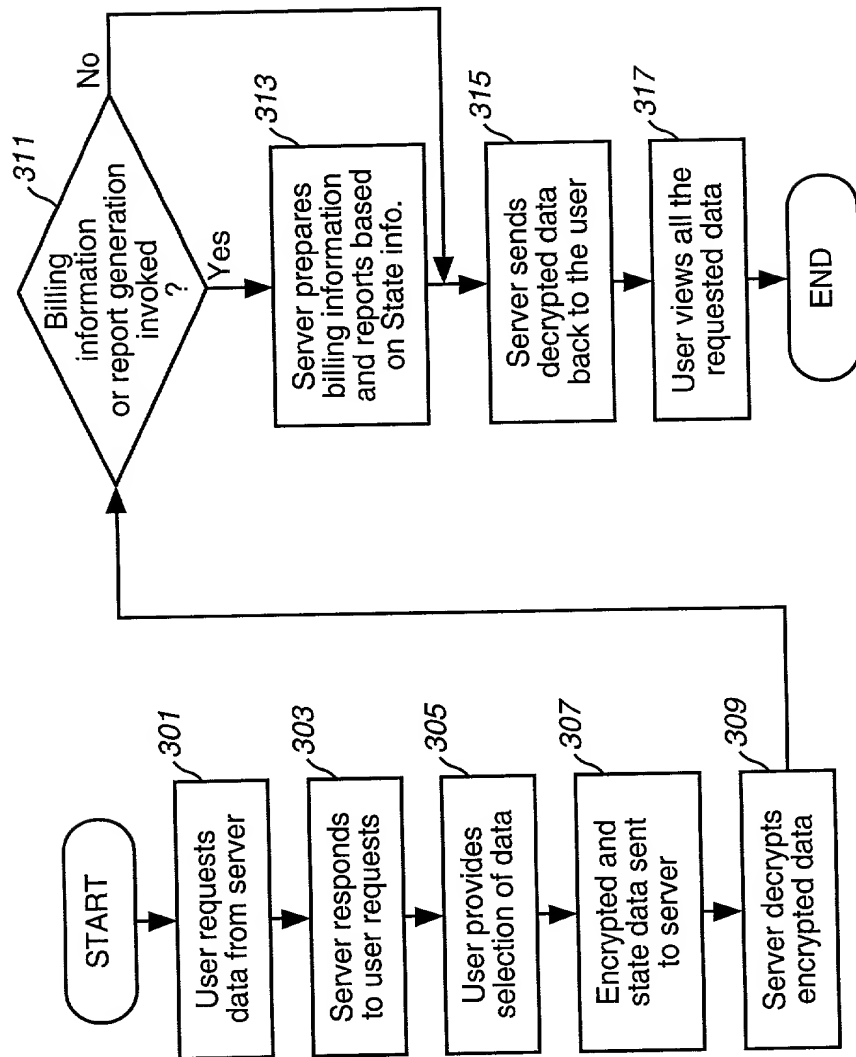 START
301
User requests
data from server
303
Server responds
to user requests
305
User provides
selection of data
307
Encrypted and
state data sent
to server
309
Server decrypts
encrypted data
311
Billing
information
or report generation
invoked
?
No
Yes
313
Server prepares
billing information
and reports based
on State info.
315
Server sends
decrypted data
back to the user
317
User views all the
requested data
END